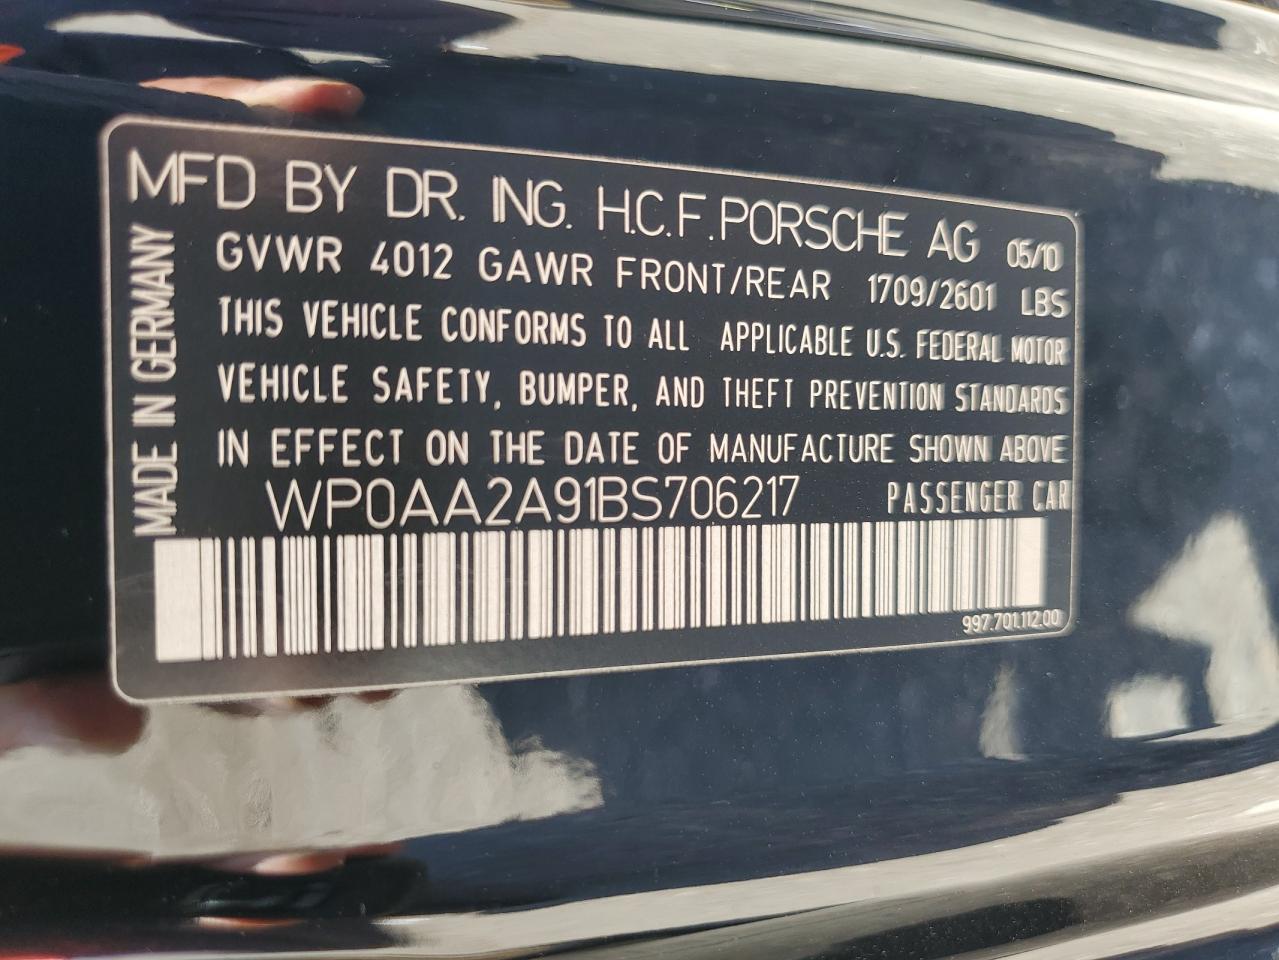 MFD BY DR. ING. H.C.F. PORSCHE AG 05/10
GVWR 4012 GAWR FRONT/REAR 1709/2601 LBS
THIS VEHICLE CONFORMS TO ALL APPLICABLE U.S. FEDERAL MOTOR
VEHICLE SAFETY, BUMPER, AND THEFT PREVENTION STANDARDS
IN EFFECT ON THE DATE OF MANUFACTURE SHOWN ABOVE
WP0AA2A91BS706217 PASSENGER CAR
997.701.112.00
MADE IN GERMANY